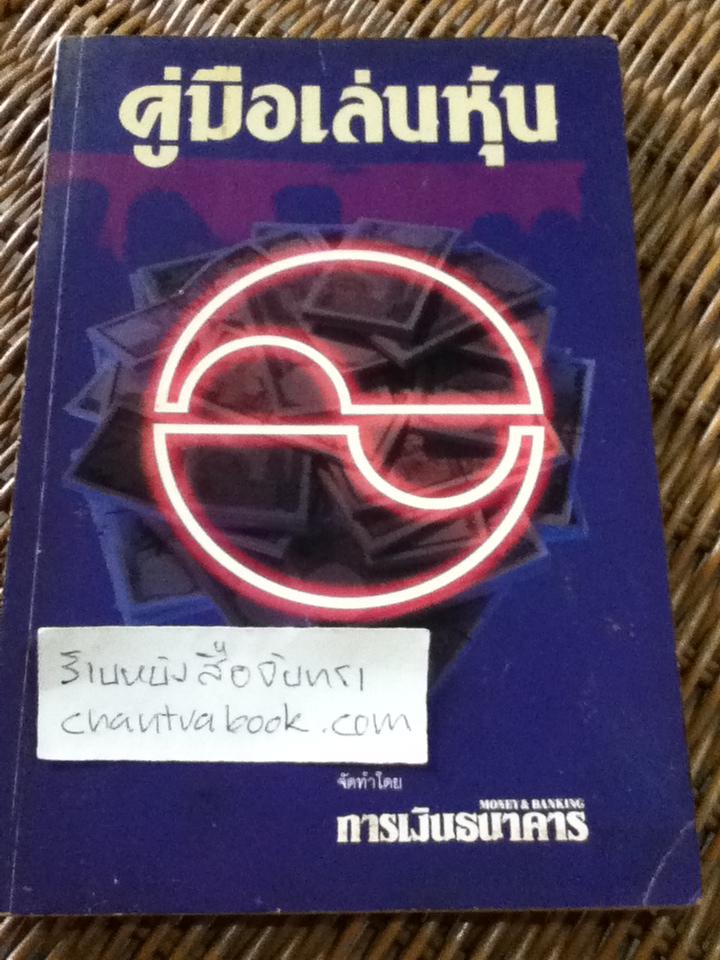 คู่มือเล่นหุ้น
ร้านหนังสือจันทรา
chantrabook.com
จัดทำโดย
MONEY & BANKING
การเงินธนาคาร